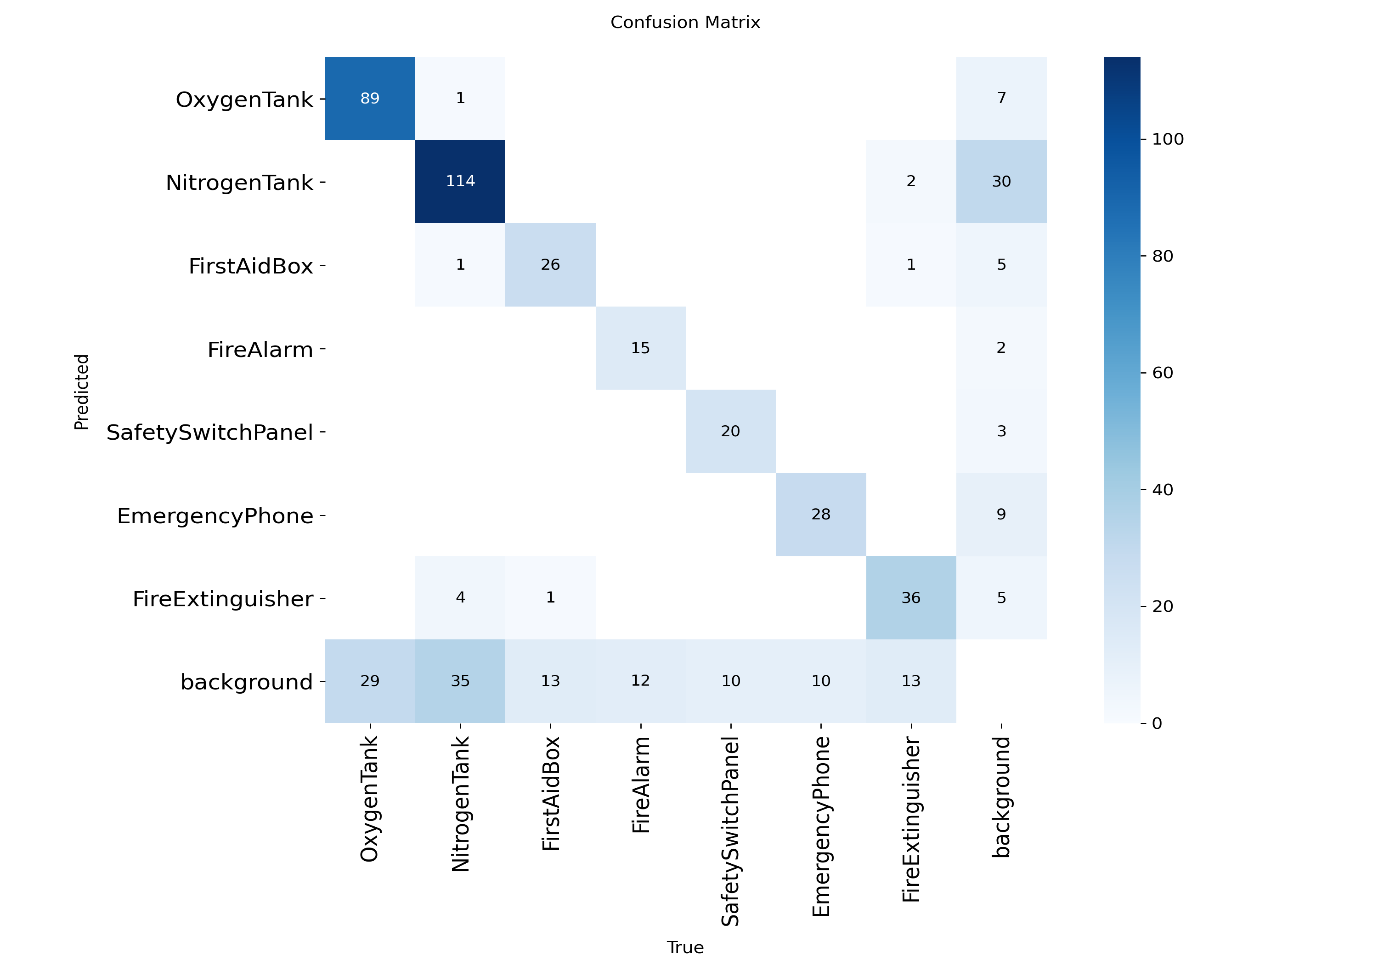 Confusion Matrix
OxygenTank 89 1 7
NitrogenTank 114 2 30
FirstAidBox 1 26 1 5
FireAlarm 15 2
SafetySwitchPanel 20 3
EmergencyPhone 28 9
FireExtinguisher 4 1 36 5
background 29 35 13 12 10 10 13
Predicted
OxygenTank
NitrogenTank
FirstAidBox
FireAlarm
SafetySwitchPanel
EmergencyPhone
FireExtinguisher
background
True
100
80
60
40
20
0